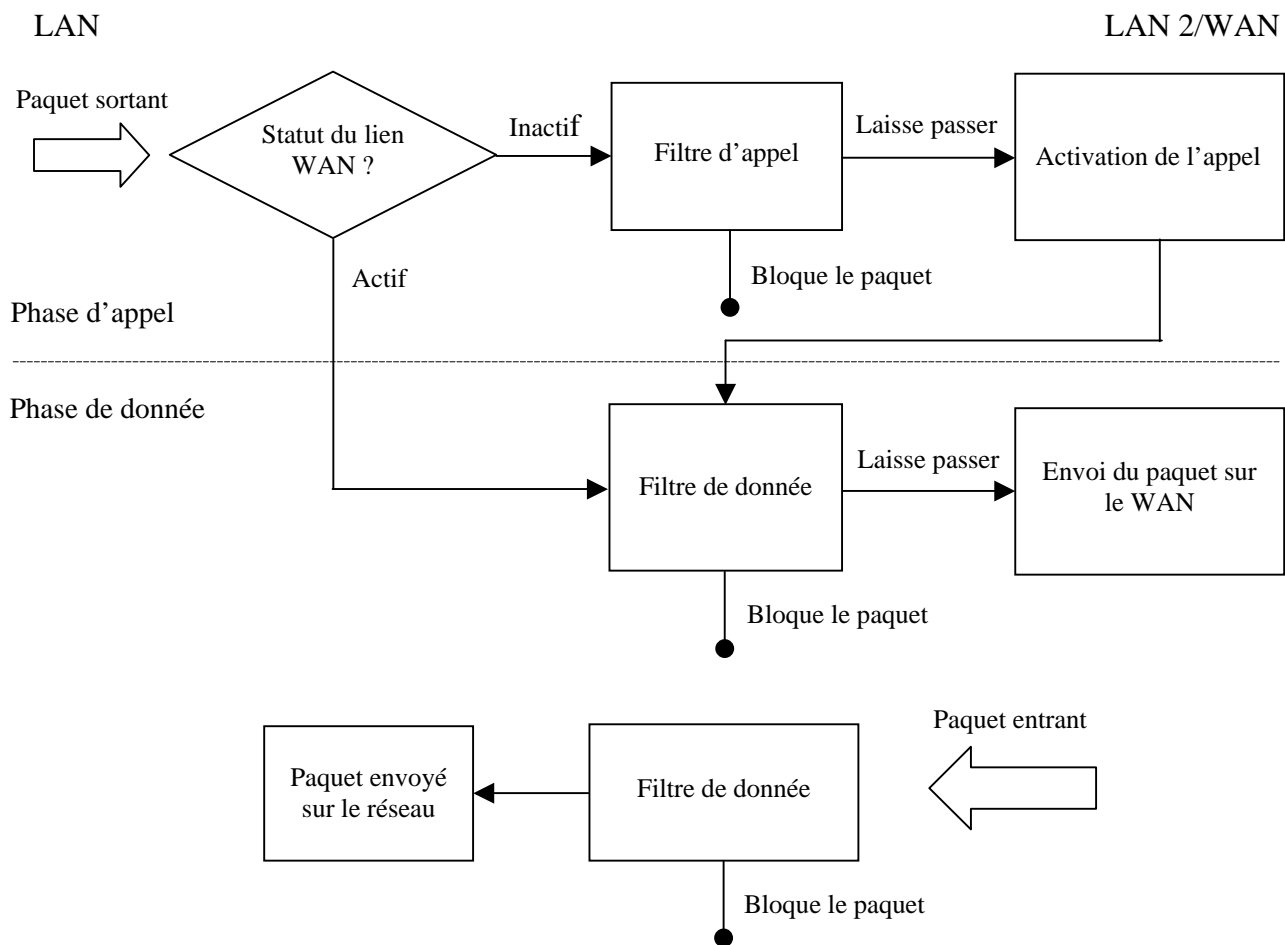 LAN
LAN 2/WAN
Paquet sortant
Statut du lien
WAN ?
Inactif
Filtre d’appel
Laisse passer
Activation de l’appel
Actif
Bloque le paquet
Phase d’appel
Phase de donnée
Filtre de donnée
Laisse passer
Envoi du paquet sur
le WAN
Bloque le paquet
Paquet entrant
Paquet envoyé
sur le réseau
Filtre de donnée
Bloque le paquet